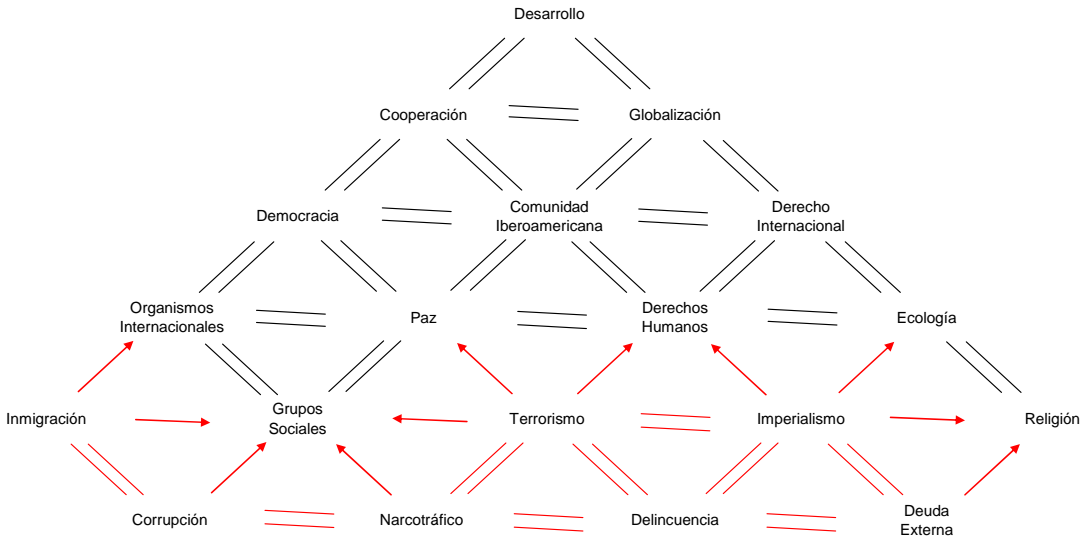 Desarrollo
Cooperación
Globalización
Democracia
Comunidad
Iberoamericana
Derecho
Internacional
Organismos
Internacionales
Paz
Derechos
Humanos
Ecología
Inmigración
Grupos
Sociales
Terrorismo
Imperialismo
Religión
Corrupción
Narcotráfico
Delincuencia
Deuda
Externa